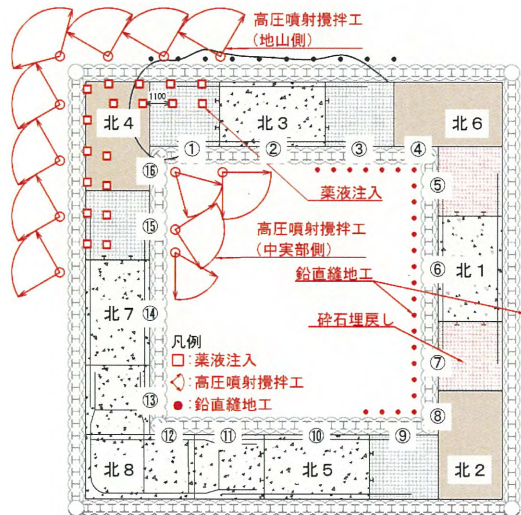 高圧噴射攪拌工
（地山側）
1100
北4
北3
北6
①
②
③
④
⑯
薬液注入
⑤
⑮
高圧噴射攪拌工
（中実部側）
⑥
北1
鉛直縫地工
北7
⑭
砕石埋戻し
⑦
凡例
：薬液注入
：高圧噴射攪拌工
：鉛直縫地工
⑬
⑧
⑫
⑪
⑩
⑨
北8
北5
北2